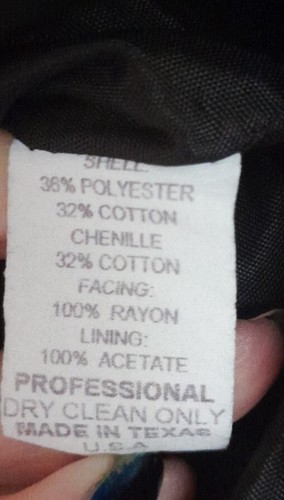 SHELL:
36% POLYESTER
32% COTTON
CHENILLE
32% COTTON
FACING:
100% RAYON
LINING:
100% ACETATE
PROFESSIONAL
DRY CLEAN ONLY
MADE IN TEXAS
U.S.A